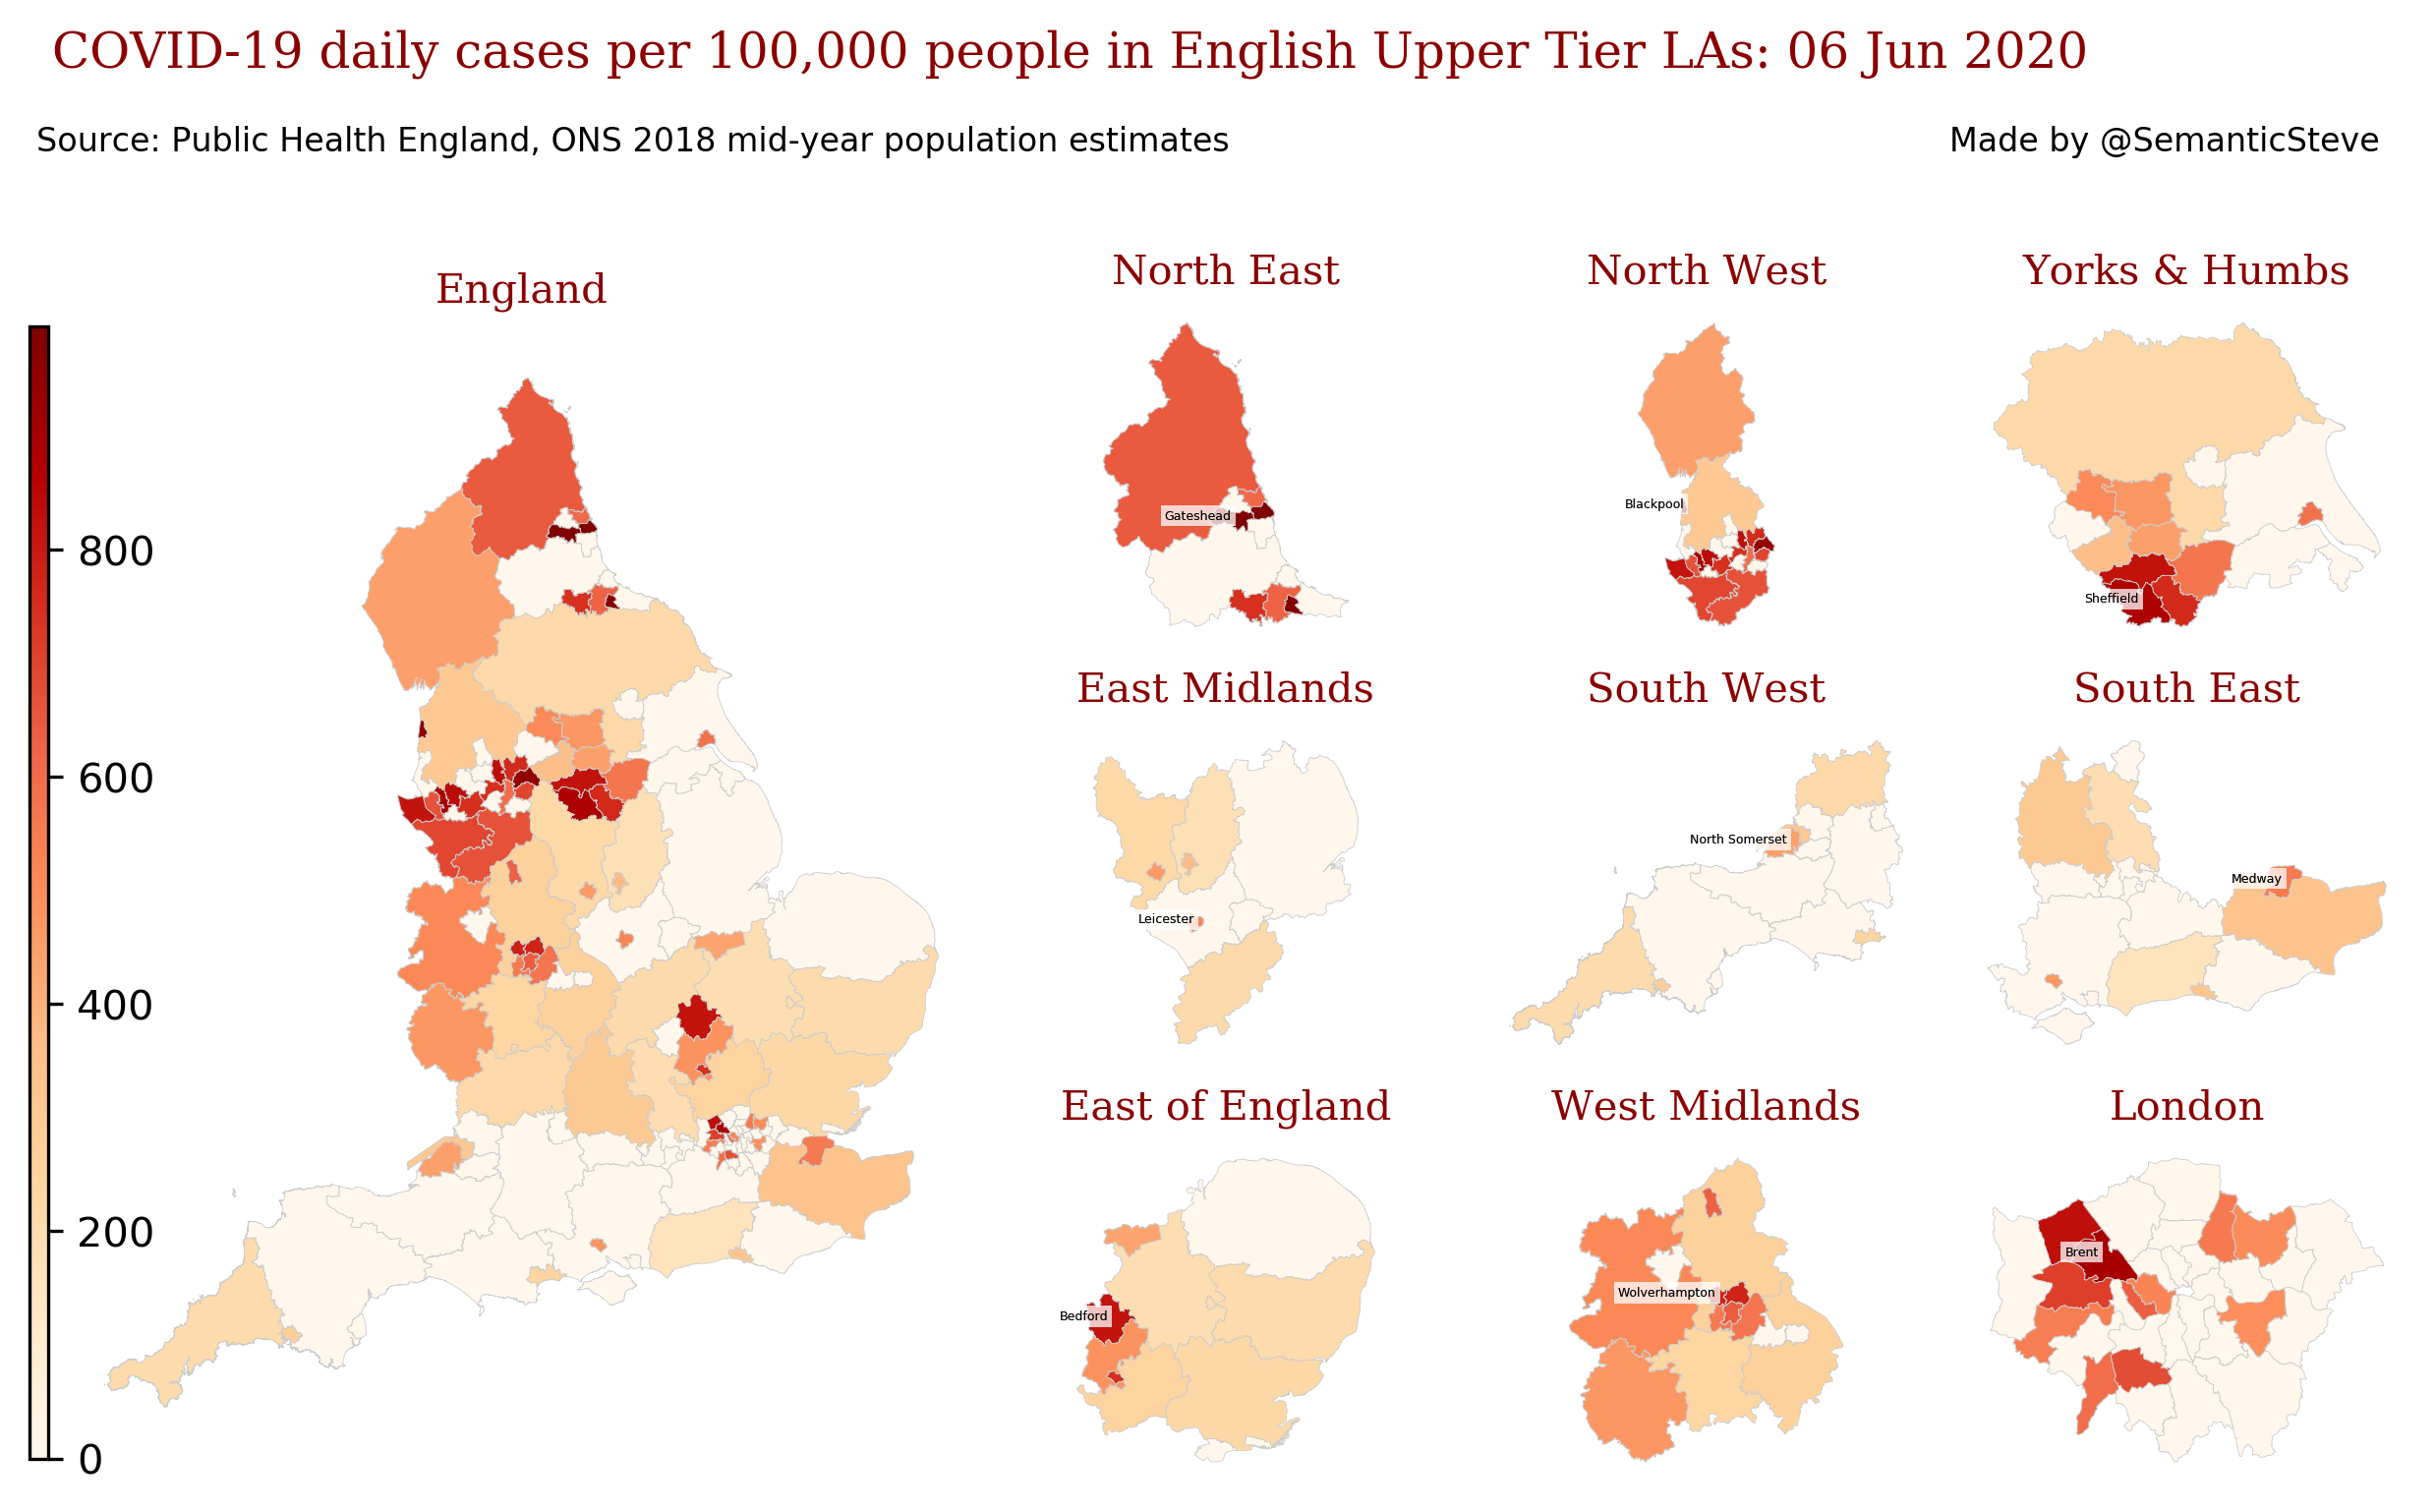 COVID-19 daily cases per 100,000 people in English Upper Tier LAs: 06 Jun 2020
Source: Public Health England, ONS 2018 mid-year population estimates
Made by @SemanticSteve
England
800
600
400
200
0
North East
Gateshead
North West
Blackpool
Yorks & Humbs
Sheffield
East Midlands
Leicester
South West
North Somerset
South East
Medway
East of England
Bedford
West Midlands
Wolverhampton
London
Brent